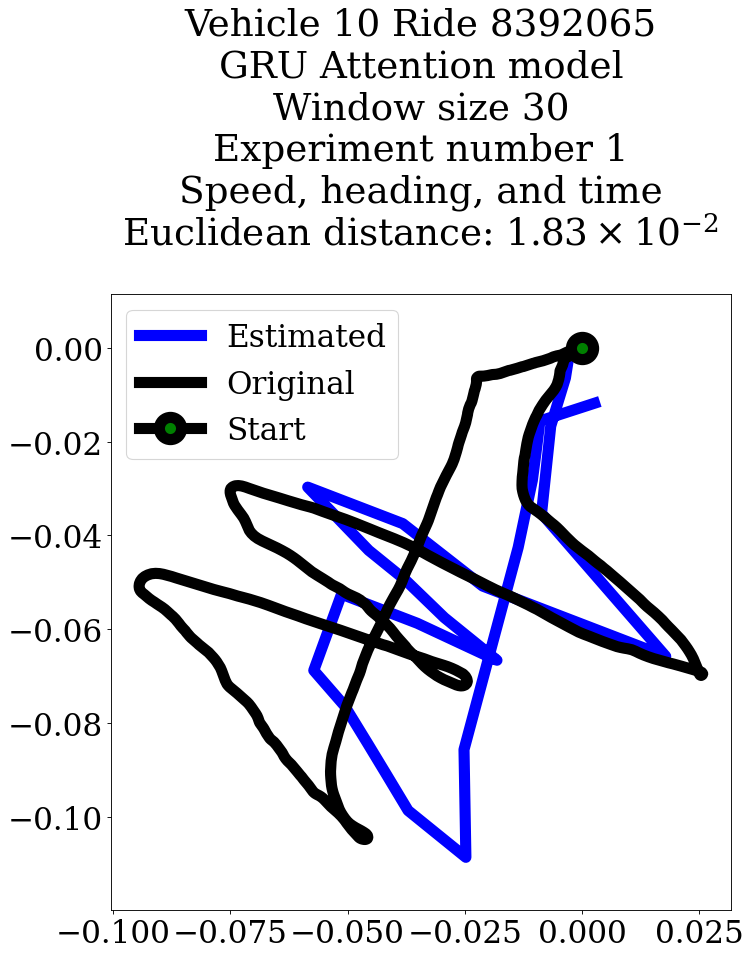 Vehicle 10 Ride 8392065
GRU Attention model
Window size 30
Experiment number 1
Speed, heading, and time
Euclidean distance: 1.83 × 10⁻²
Estimated
Original
Start
0.00
−0.02
−0.04
−0.06
−0.08
−0.10
−0.100 −0.075 −0.050 −0.025 0.000 0.025